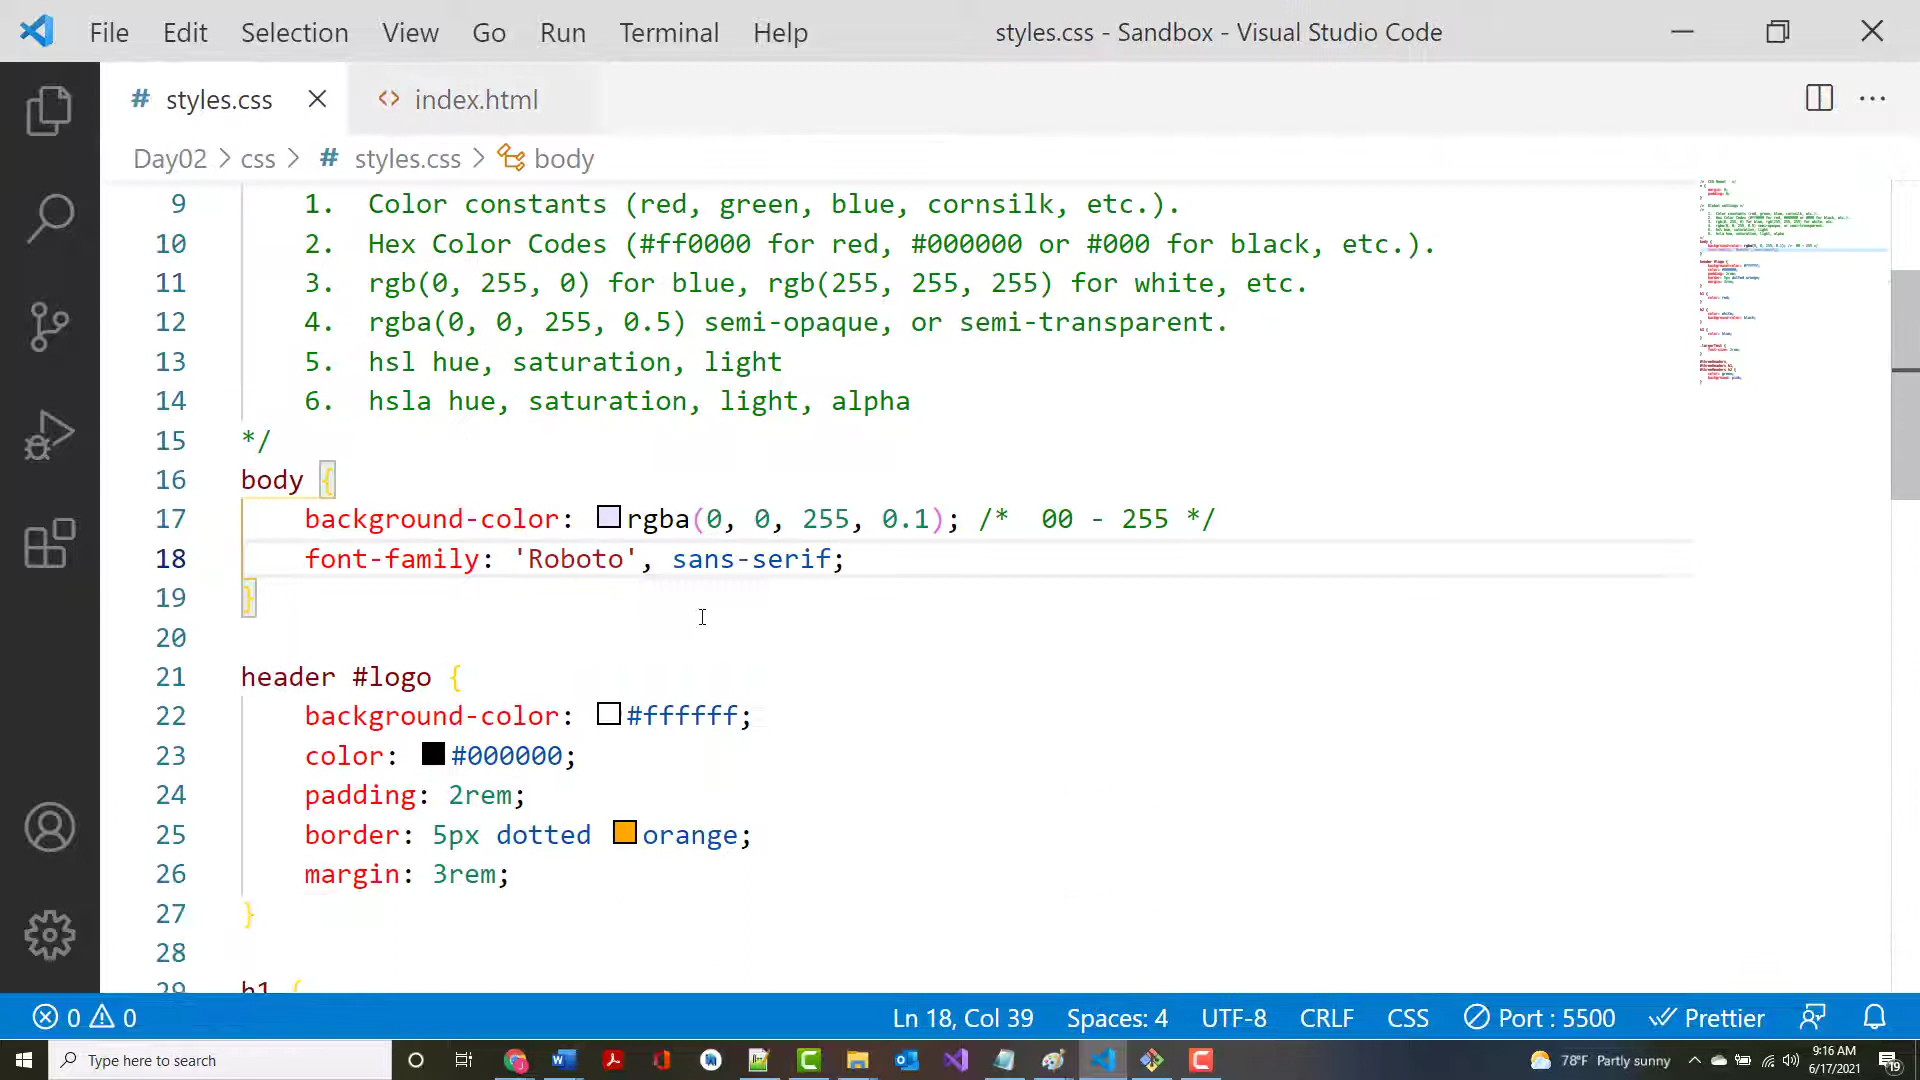 File Edit Selection View Go Run Terminal Help styles.css - Sandbox - Visual Studio Code
# styles.css <> index.html
Day02 > css > # styles.css > body
9 1. Color constants (red, green, blue, cornsilk, etc.).
10 2. Hex Color Codes (#ff0000 for red, #000000 or #000 for black, etc.).
11 3. rgb(0, 255, 0) for blue, rgb(255, 255, 255) for white, etc.
12 4. rgba(0, 0, 255, 0.5) semi-opaque, or semi-transparent.
13 5. hsl hue, saturation, light
14 6. hsla hue, saturation, light, alpha
15 */
16 body {
17 background-color: rgba(0, 0, 255, 0.1); /* 00 - 255 */
18 font-family: 'Roboto', sans-serif;
19 }
20
21 header #logo {
22 background-color: #ffffff;
23 color: #000000;
24 padding: 2rem;
25 border: 5px dotted orange;
26 margin: 3rem;
27 }
28
29 h1 {
0 0 Ln 18, Col 39 Spaces: 4 UTF-8 CRLF CSS Port : 5500 Prettier
Type here to search 78°F Partly sunny 9:16 AM
6/17/2021 19